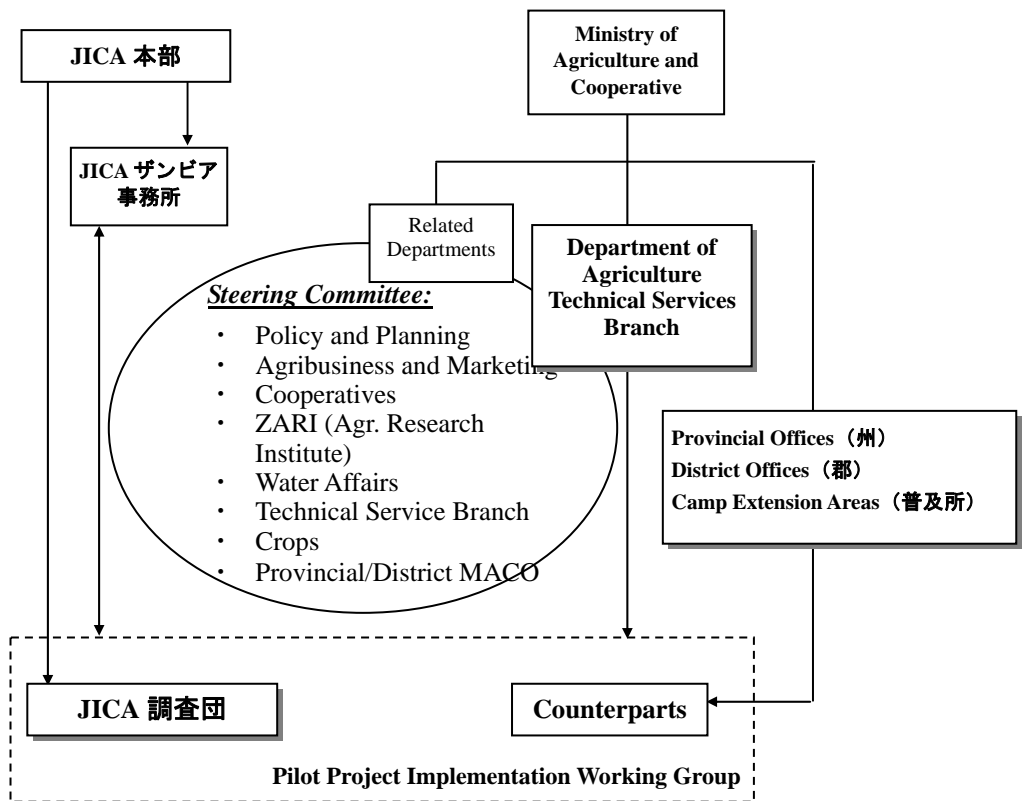 JICA 本部
Ministry of
Agriculture and
Cooperative
JICA ザンビア
事務所
Related
Departments
Department of
Agriculture
Technical Services
Branch
Steering Committee:
・ Policy and Planning
・ Agribusiness and Marketing
・ Cooperatives
・ ZARI (Agr. Research
Institute)
・ Water Affairs
・ Technical Service Branch
・ Crops
・ Provincial/District MACO
Provincial Offices（州）
District Offices（郡）
Camp Extension Areas（普及所）
JICA 調査団
Counterparts
Pilot Project Implementation Working Group